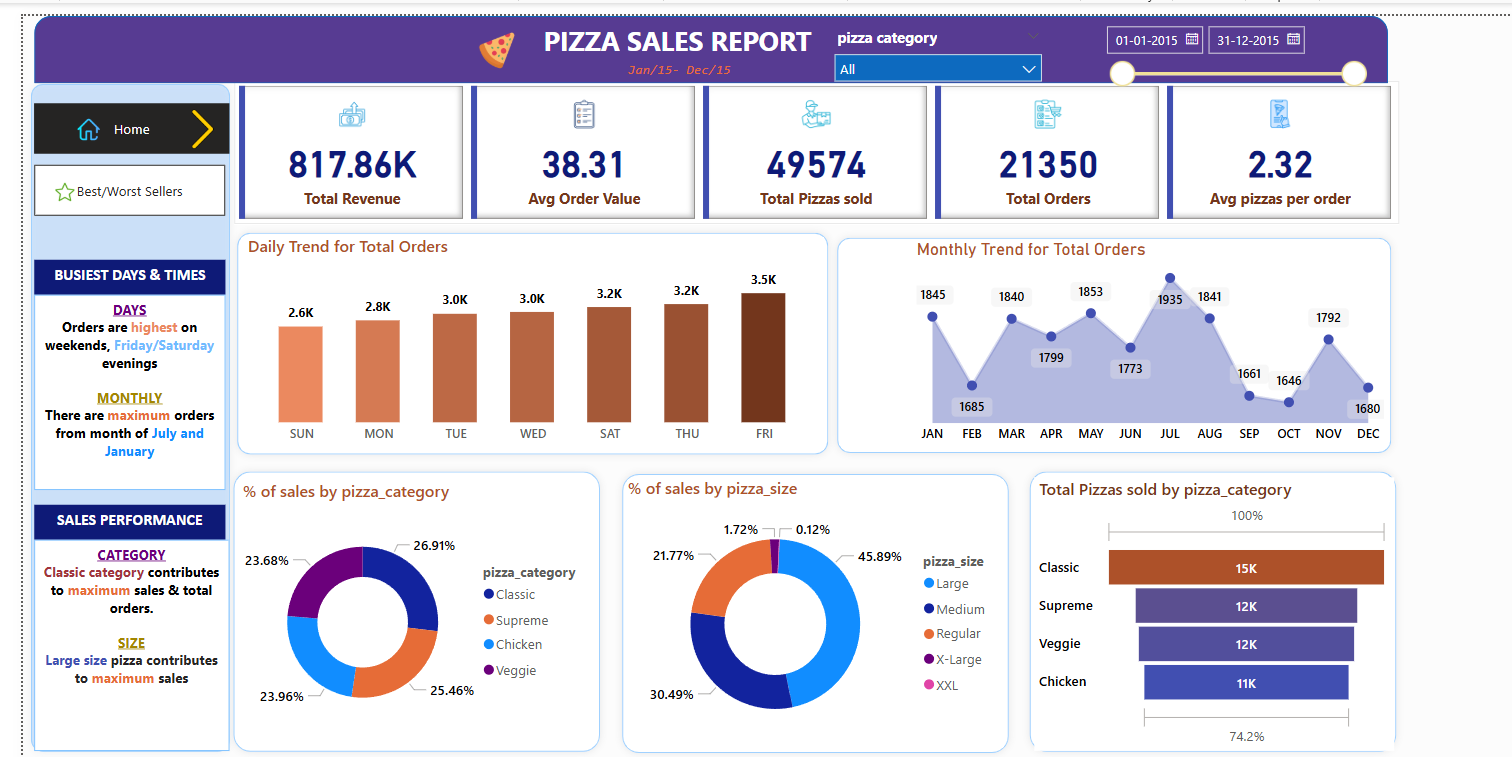 PIZZA SALES REPORT
Jan/15- Dec/15
pizza category
All
01-01-2015
31-12-2015
Home
Best/Worst Sellers
817.86K
Total Revenue
38.31
Avg Order Value
49574
Total Pizzas sold
21350
Total Orders
2.32
Avg pizzas per order
BUSIEST DAYS & TIMES
DAYS
Orders are highest on
weekends, Friday/Saturday
evenings
MONTHLY
There are maximum orders
from month of July and
January
SALES PERFORMANCE
CATEGORY
Classic category contributes
to maximum sales & total
orders.
SIZE
Large size pizza contributes
to maximum sales
Daily Trend for Total Orders
2.6K
2.8K
3.0K
3.0K
3.2K
3.2K
3.5K
SUN
MON
TUE
WED
SAT
THU
FRI
Monthly Trend for Total Orders
1845
1685
1840
1799
1853
1773
1935
1841
1661
1646
1792
1680
JAN
FEB
MAR
APR
MAY
JUN
JUL
AUG
SEP
OCT
NOV
DEC
% of sales by pizza_category
26.91%
25.46%
23.96%
23.68%
pizza_category
Classic
Supreme
Chicken
Veggie
% of sales by pizza_size
1.72%
0.12%
21.77%
45.89%
30.49%
pizza_size
Large
Medium
Regular
X-Large
XXL
Total Pizzas sold by pizza_category
100%
Classic
15K
Supreme
12K
Veggie
12K
Chicken
11K
74.2%